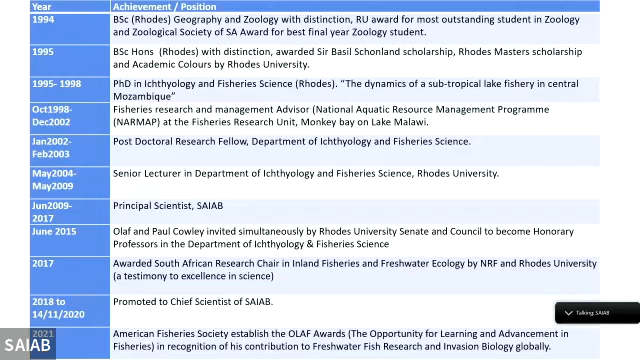 Year Achievement / Position
1994 BSc (Rhodes) Geography and Zoology with distinction, RU award for most outstanding student in Zoology
and Zoological Society of SA Award for best final year Zoology student.
1995 BSc Hons (Rhodes) with distinction, awarded Sir Basil Schonland scholarship, Rhodes Masters scholarship
and Academic Colours by Rhodes University.
1995- 1998 PhD in Ichthyology and Fisheries Science (Rhodes). “The dynamics of a sub-tropical lake fishery in central
Mozambique”
Oct1998- Fisheries research and management Advisor (National Aquatic Resource Management Programme
Dec2002 (NARMAP) at the Fisheries Research Unit, Monkey bay on Lake Malawi.
Jan2002- Post Doctoral Research Fellow, Department of Ichthyology and Fisheries Science.
Feb2003
May2004- Senior Lecturer in Department of Ichthyology and Fisheries Science, Rhodes University.
May2009
Jun2009- Principal Scientist, SAIAB
2017
June 2015 Olaf and Paul Cowley invited simultaneously by Rhodes University Senate and Council to become Honorary
Professors in the Department of Ichthyology & Fisheries Science
2017 Awarded South African Research Chair in Inland Fisheries and Freshwater Ecology by NRF and Rhodes University
(a testimony to excellence in science)
2018 to Promoted to Chief Scientist of SAIAB.
14/11/2020
Talking: SAIAB
2021 American Fisheries Society establish the OLAF Awards (The Opportunity for Learning and Advancement in
Fisheries) in recognition of his contribution to Freshwater Fish Research and Invasion Biology globally.
SAIAB